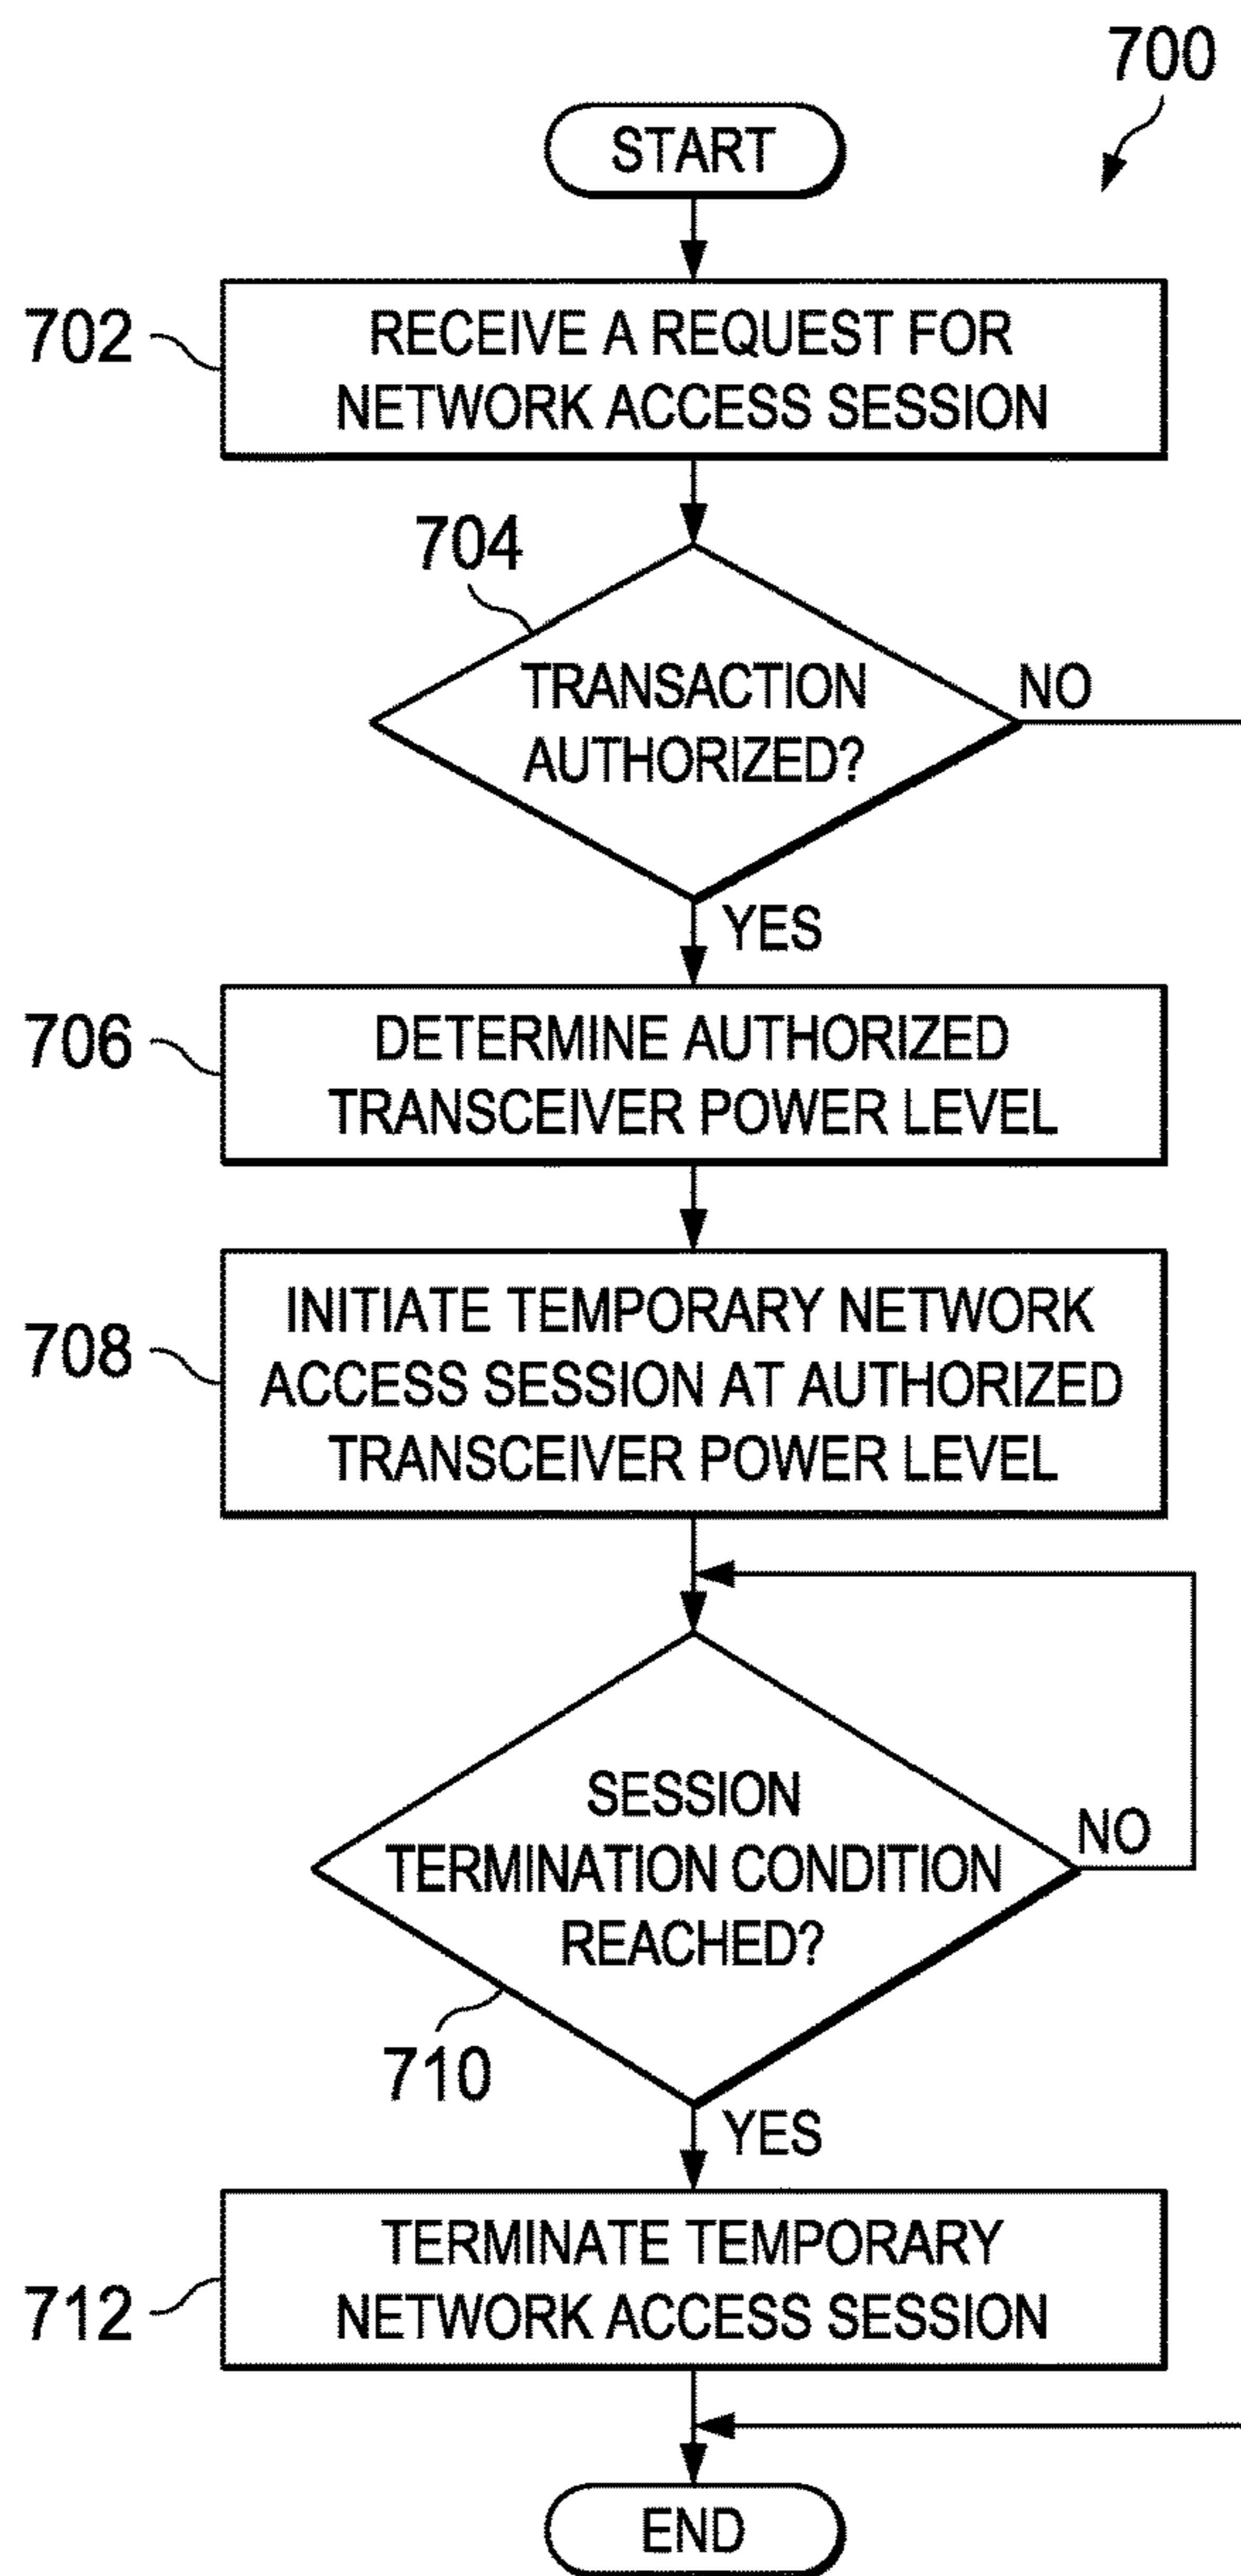 700
START
702
RECEIVE A REQUEST FOR
NETWORK ACCESS SESSION
704
TRANSACTION
AUTHORIZED?
NO
YES
706
DETERMINE AUTHORIZED
TRANSCEIVER POWER LEVEL
708
INITIATE TEMPORARY NETWORK
ACCESS SESSION AT AUTHORIZED
TRANSCEIVER POWER LEVEL
SESSION
TERMINATION CONDITION
REACHED?
NO
710
YES
712
TERMINATE TEMPORARY
NETWORK ACCESS SESSION
END